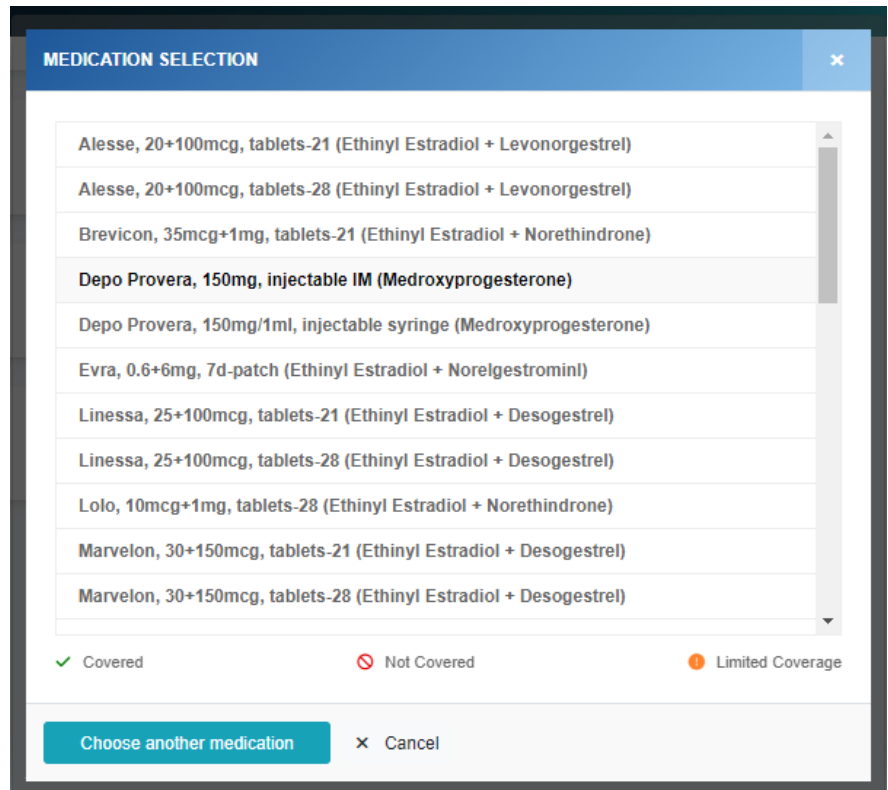 MEDICATION SELECTION ×
Alesse, 20+100mcg, tablets-21 (Ethinyl Estradiol + Levonorgestrel)
Alesse, 20+100mcg, tablets-28 (Ethinyl Estradiol + Levonorgestrel)
Brevicon, 35mcg+1mg, tablets-21 (Ethinyl Estradiol + Norethindrone)
Depo Provera, 150mg, injectable IM (Medroxyprogesterone)
Depo Provera, 150mg/1ml, injectable syringe (Medroxyprogesterone)
Evra, 0.6+6mg, 7d-patch (Ethinyl Estradiol + Norelgestrominl)
Linessa, 25+100mcg, tablets-21 (Ethinyl Estradiol + Desogestrel)
Linessa, 25+100mcg, tablets-28 (Ethinyl Estradiol + Desogestrel)
Lolo, 10mcg+1mg, tablets-28 (Ethinyl Estradiol + Norethindrone)
Marvelon, 30+150mcg, tablets-21 (Ethinyl Estradiol + Desogestrel)
Marvelon, 30+150mcg, tablets-28 (Ethinyl Estradiol + Desogestrel)
Covered Not Covered Limited Coverage
Choose another medication × Cancel